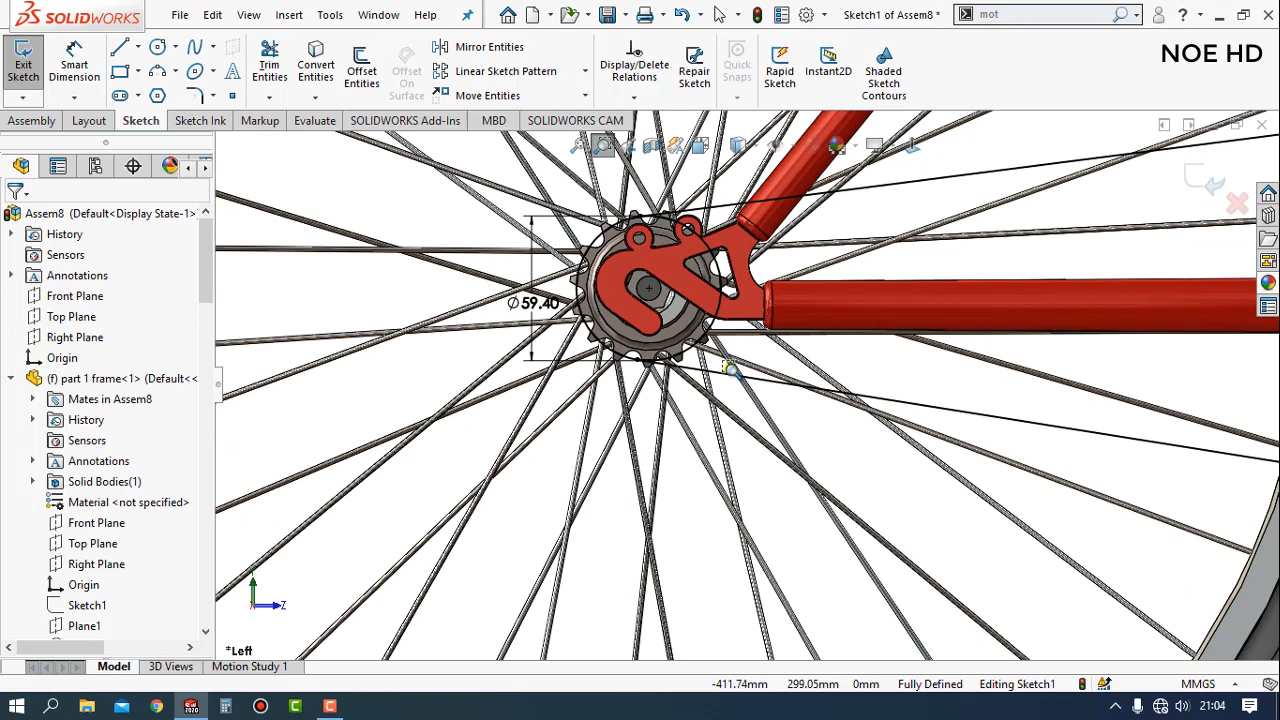 SOLIDWORKS
File Edit View Insert Tools Window Help
Sketch1 of Assem8 *
mot
NOE HD
Exit Sketch
Smart Dimension
Trim Entities
Convert Entities
Offset Entities
Offset On Surface
Mirror Entities
Linear Sketch Pattern
Move Entities
Display/Delete Relations
Repair Sketch
Quick Snaps
Rapid Sketch
Instant2D
Shaded Sketch Contours
Assembly Layout Sketch Sketch Ink Markup Evaluate SOLIDWORKS Add-Ins MBD SOLIDWORKS CAM
Assem8 (Default<Display State-1>)
History
Sensors
Annotations
Front Plane
Top Plane
Right Plane
Origin
(f) part 1 frame<1> (Default<<
Mates in Assem8
History
Sensors
Annotations
Solid Bodies(1)
Material <not specified>
Front Plane
Top Plane
Right Plane
Origin
Sketch1
Plane1
⌀59.40
Z
*Left
Model 3D Views Motion Study 1
-411.74mm 299.05mm 0mm Fully Defined Editing Sketch1 MMGS
21:04